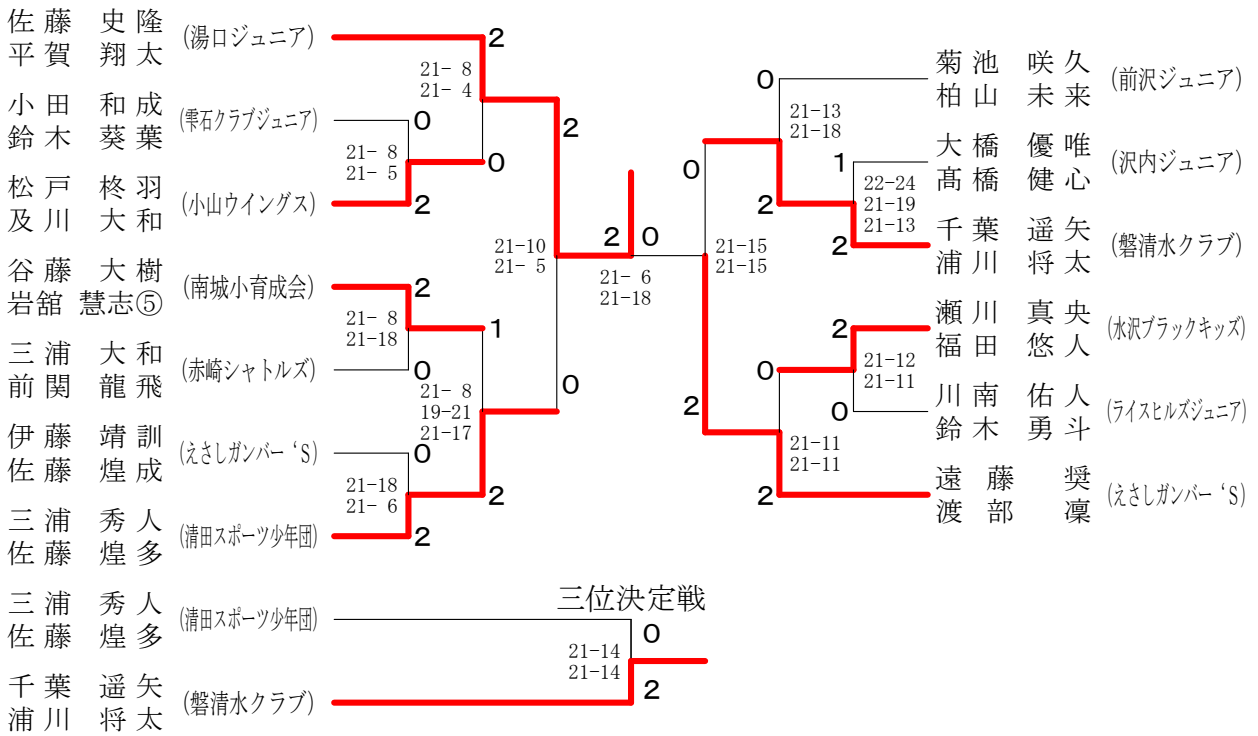 佐藤 史隆
平賀 翔太
(湯口ジュニア)
小田 和成
鈴木 葵葉
(雫石クラブジュニア)
松戸 柊羽
及川 大和
(小山ウイングス)
谷藤 大樹
岩舘 慧志⑤
(南城小育成会)
三浦 大和
前関 龍飛
(赤崎シャトルズ)
伊藤 靖訓
佐藤 煌成
(えさしガンバー‘S)
三浦 秀人
佐藤 煌多
(清田スポーツ少年団)
2
21- 8
21- 4
0
0
21- 8
21- 5
2
2
21- 8
21-18
0
1
21- 8
19-21
21-17
2
0
21-18
21- 6
2
2
21-10
21- 5
0
2
0
21- 6
21-18
0
21-15
21-15
2
0
21-13
21-18
2
1
22-24
21-19
21-13
2
2
21-12
21-11
0
0
21-11
21-11
2
菊池 咲久
柏山 未来
(前沢ジュニア)
大橋 優唯
髙橋 健心
(沢内ジュニア)
千葉 遥矢
浦川 将太
(磐清水クラブ)
瀬川 真央
福田 悠人
(水沢ブラックキッズ)
川南 佑人
鈴木 勇斗
(ライスヒルズジュニア)
遠藤 奨
渡部 凜
(えさしガンバー‘S)
三位決定戦
三浦 秀人
佐藤 煌多
(清田スポーツ少年団)
0
21-14
21-14
2
千葉 遥矢
浦川 将太
(磐清水クラブ)